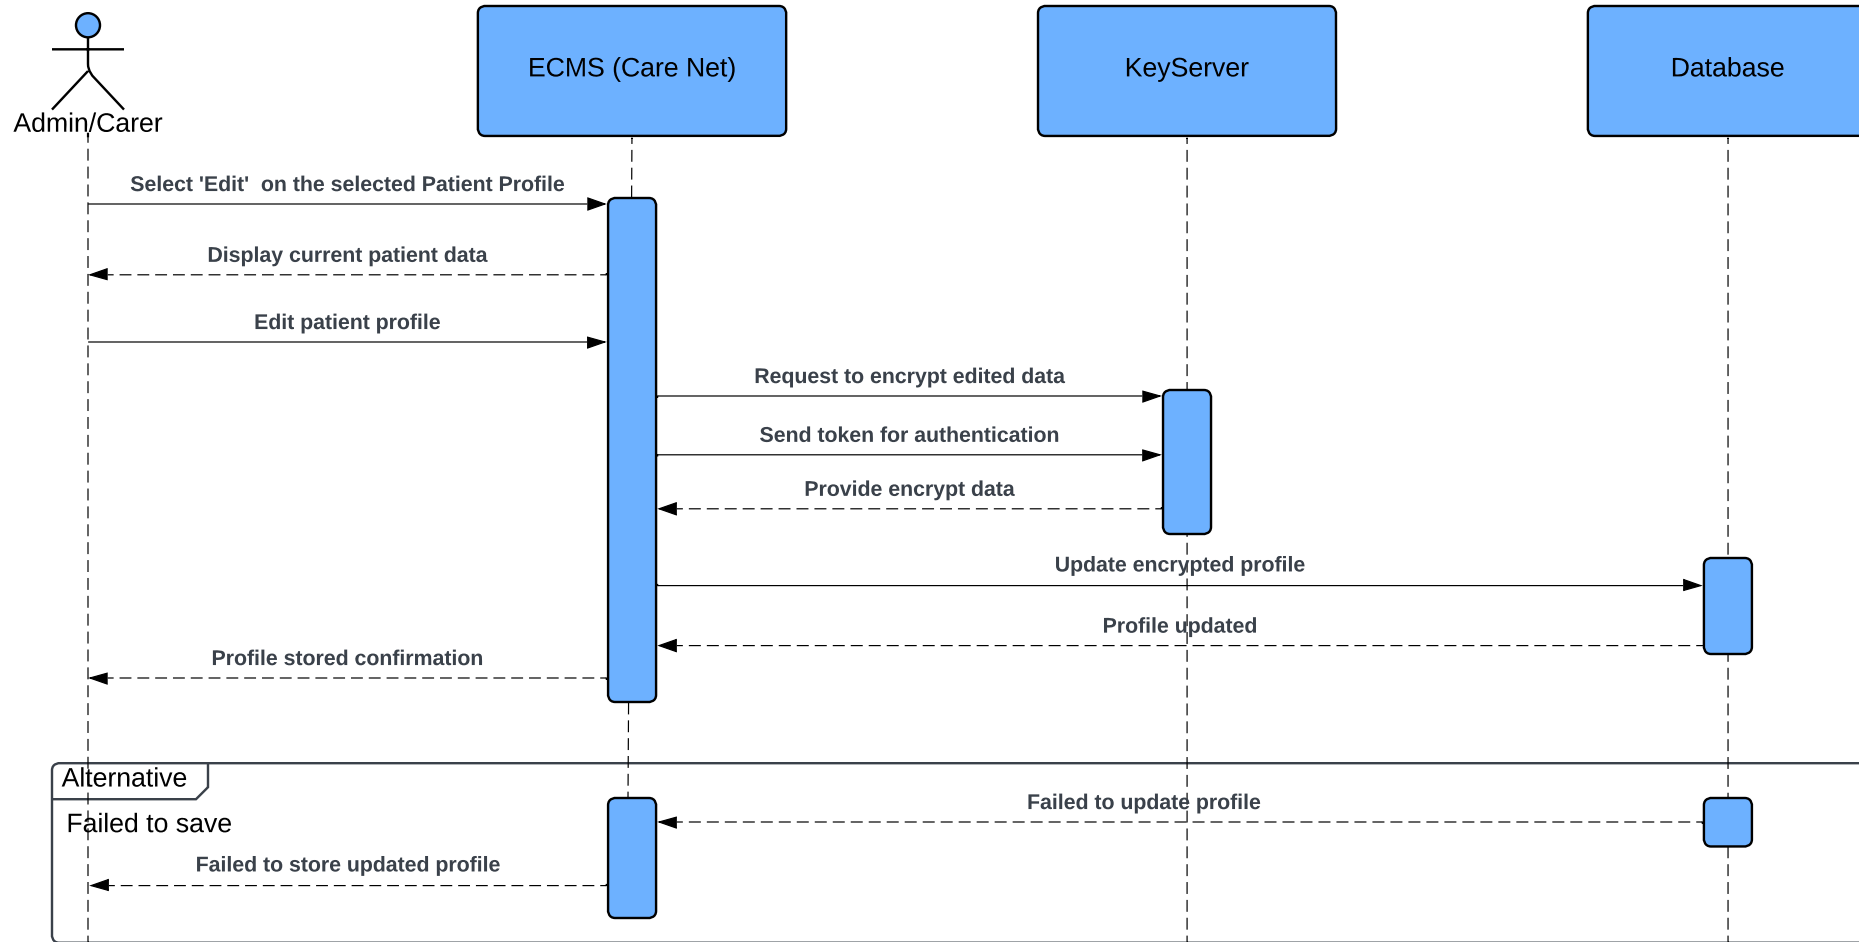 Admin/Carer
ECMS (Care Net)
KeyServer
Database
Select 'Edit'  on the selected Patient Profile
Display current patient data
Edit patient profile
Request to encrypt edited data
Send token for authentication
Provide encrypt data
Update encrypted profile
Profile updated
Profile stored confirmation
Alternative
Failed to update profile
Failed to save
Failed to store updated profile